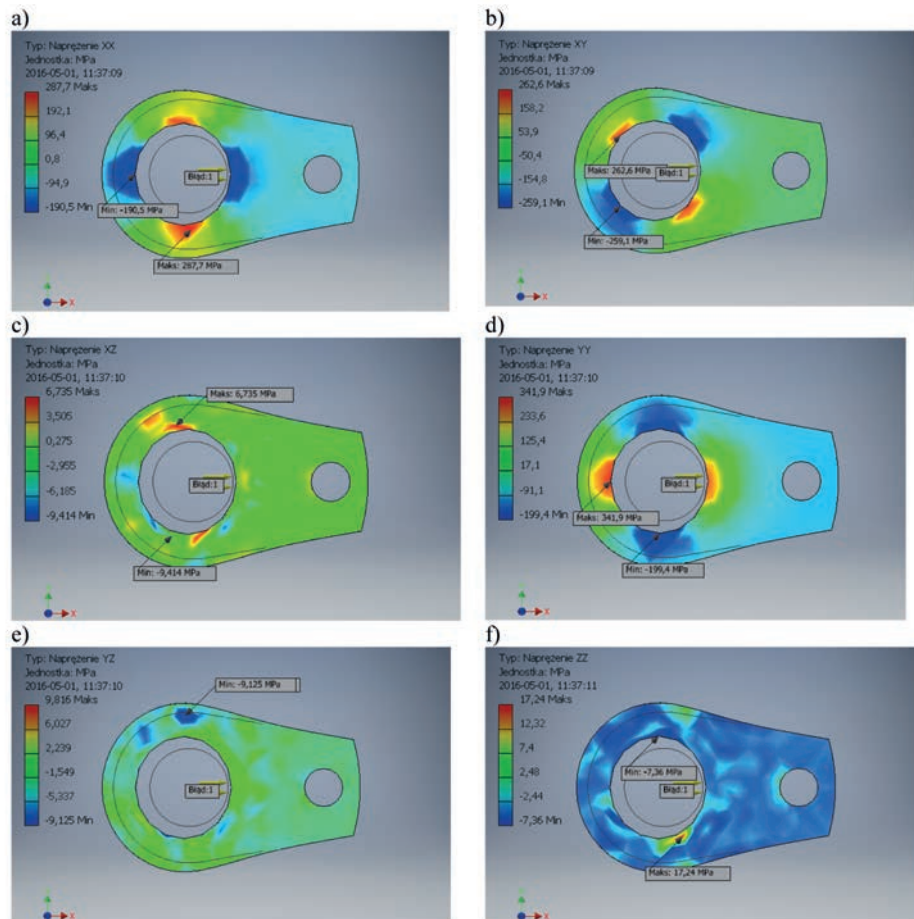 a)
Typ: Naprężenie XX
Jednostka: MPa
2016-05-01, 11:37:09
287,7 Maks
192,1
96,4
0,8
-94,9
-190,5 Min
Błąd:1
Min: -190,5 MPa
Maks: 287,7 MPa
Y
X
b)
Typ: Naprężenie XY
Jednostka: MPa
2016-05-01, 11:37:09
262,6 Maks
158,2
53,9
-50,4
-154,8
-259,1 Min
Maks: 262,6 MPa
Błąd:1
Min: -259,1 MPa
Y
X
c)
Typ: Naprężenie XZ
Jednostka: MPa
2016-05-01, 11:37:10
6,735 Maks
3,505
0,275
-2,955
-6,185
-9,414 Min
Maks: 6,735 MPa
Błąd:1
Min: -9,414 MPa
Y
X
d)
Typ: Naprężenie YY
Jednostka: MPa
2016-05-01, 11:37:10
341,9 Maks
233,6
125,4
17,1
-91,1
-199,4 Min
Błąd:1
Maks: 341,9 MPa
Min: -199,4 MPa
Y
X
e)
Typ: Naprężenie YZ
Jednostka: MPa
2016-05-01, 11:37:10
9,816 Maks
6,027
2,239
-1,549
-5,337
-9,125 Min
Min: -9,125 MPa
Błąd:1
Y
X
f)
Typ: Naprężenie ZZ
Jednostka: MPa
2016-05-01, 11:37:11
17,24 Maks
12,32
7,4
2,48
-2,44
-7,36 Min
Min: -7,36 MPa
Błąd:1
Maks: 17,24 MPa
Y
X